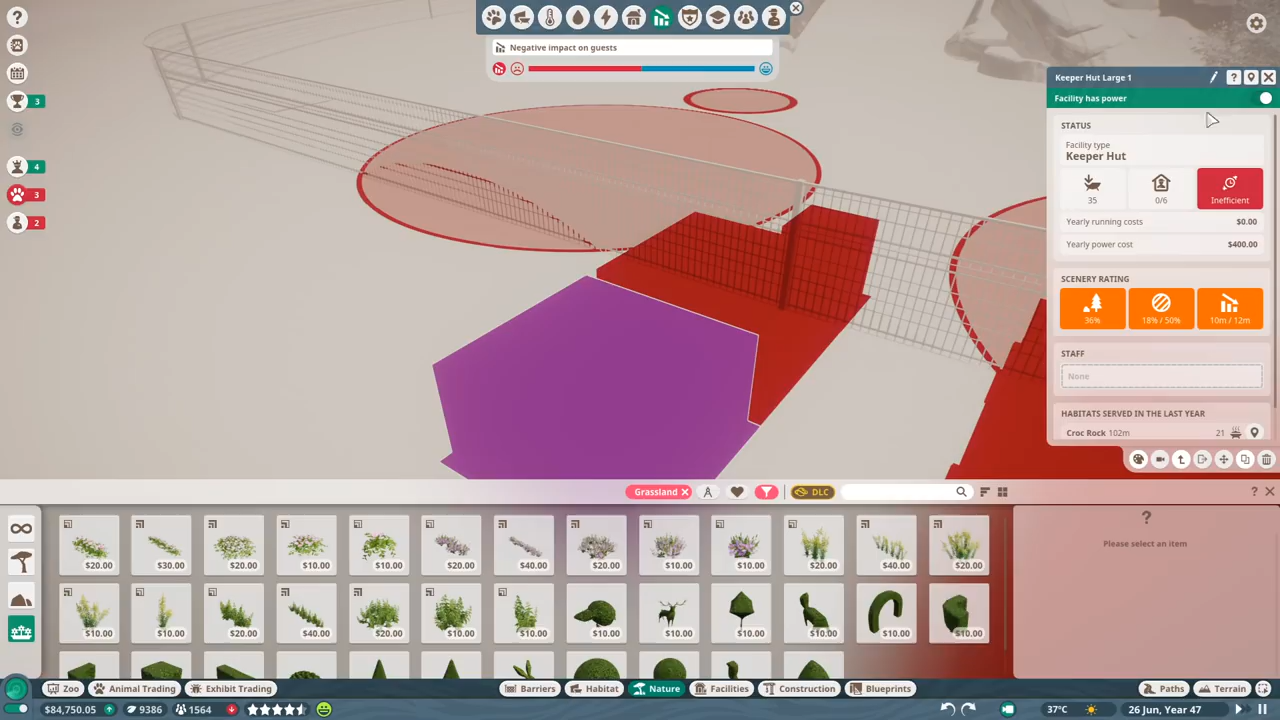 ?
Negative impact on guests
3
4
3
2
Keeper Hut Large 1
?
Facility has power
STATUS
Facility type
Keeper Hut
35
0/6
Inefficient
Yearly running costs $0.00
Yearly power cost $400.00
SCENERY RATING
36%
18% / 50%
10m / 12m
STAFF
None
HABITATS SERVED IN THE LAST YEAR
Croc Rock 102m 21
Grassland
DLC
?
$20.00 $30.00 $20.00 $10.00 $10.00 $20.00 $40.00 $20.00 $10.00 $10.00 $20.00 $40.00 $20.00
$10.00 $10.00 $20.00 $40.00 $20.00 $10.00 $10.00 $10.00 $10.00 $10.00 $10.00 $10.00 $10.00
?
Please select an item
Zoo Animal Trading Exhibit Trading Barriers Habitat Nature Facilities Construction Blueprints Paths Terrain
$84,750.05 9386 1564 37°C 26 Jun, Year 47